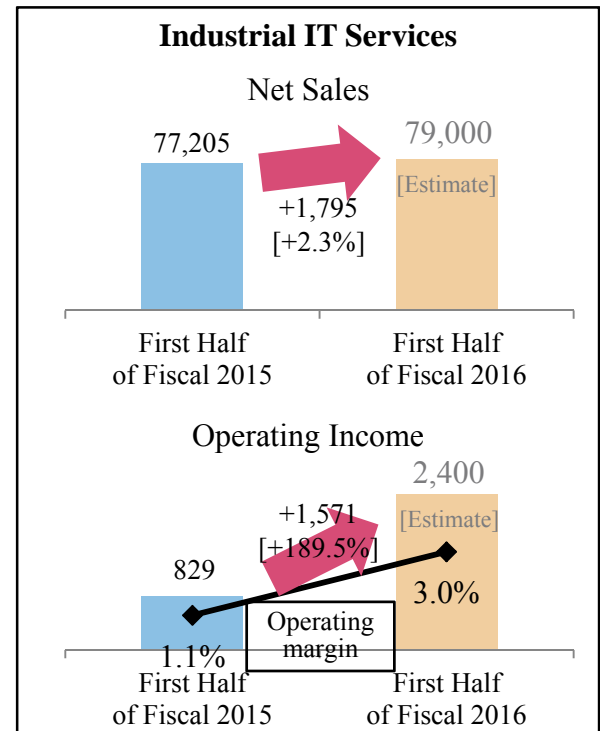 Industrial IT Services
Net Sales
77,205
79,000
[Estimate]
+1,795
[+2.3%]
First Half
of Fiscal 2015
First Half
of Fiscal 2016
Operating Income
2,400
[Estimate]
+1,571
[+189.5%]
829
3.0%
Operating
margin
1.1%
First Half
of Fiscal 2015
First Half
of Fiscal 2016